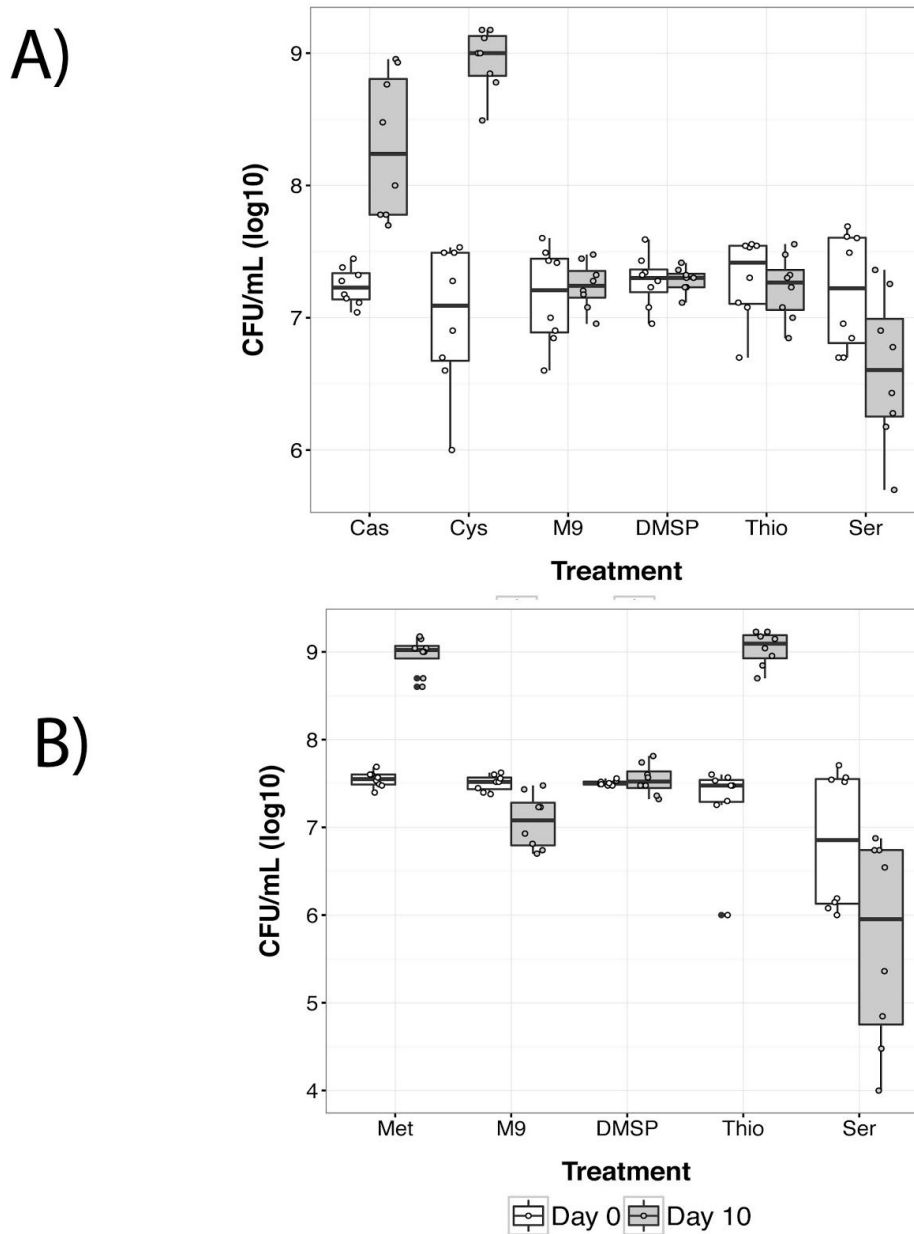 A)
9
8
7
6
CFU/mL (log10)
Cas Cys M9 DMSP Thio Ser
Treatment
B)
9
8
7
6
5
4
CFU/mL (log10)
Met M9 DMSP Thio Ser
Treatment
Day 0 Day 10